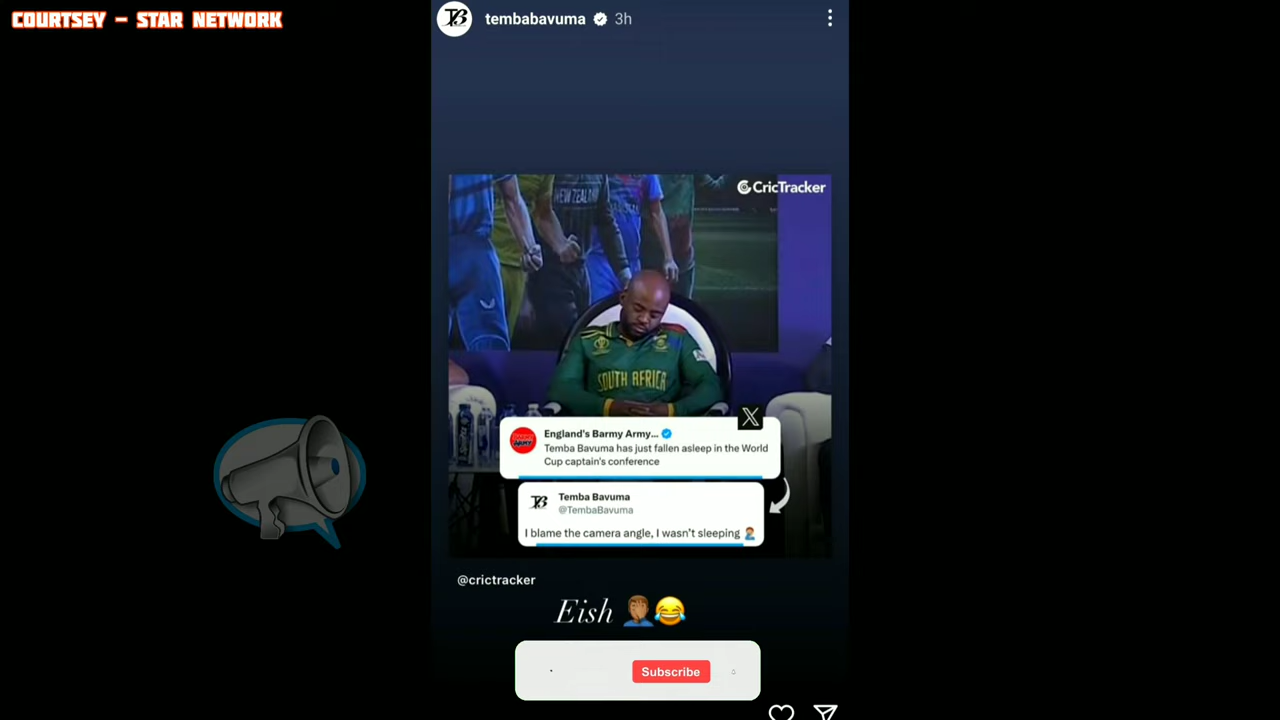 COURTSEY - STAR NETWORK
tembabavuma 3h
CricTracker
NEW ZEALAND
SOUTH AFRICA
England's Barmy Army...
Temba Bavuma has just fallen asleep in the World
Cup captain's conference
Temba Bavuma
@TembaBavuma
I blame the camera angle, I wasn't sleeping
@crictracker
Eish
Subscribe